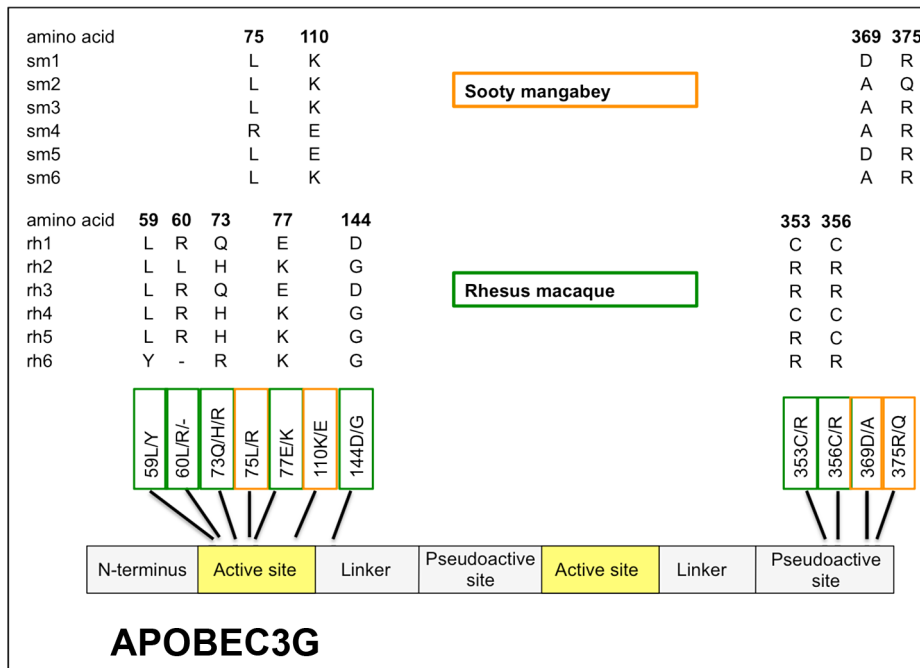 amino acid 75 110 369 375
sm1 L K D R
sm2 L K A Q
sm3 L K A R
sm4 R E A R
sm5 L E D R
sm6 L K A R
Sooty mangabey
amino acid 59 60 73 77 144 353 356
rh1 L R Q E D C C
rh2 L L H K G R R
rh3 L R Q E D R R
rh4 L R H K G C C
rh5 L R H K G R C
rh6 Y - R K G R R
Rhesus macaque
59L/Y
60L/R/-
73Q/H/R
75L/R
77E/K
110K/E
144D/G
353C/R
356C/R
369D/A
375R/Q
N-terminus
Active site
Linker
Pseudoactive
site
Active site
Linker
Pseudoactive
site
APOBEC3G